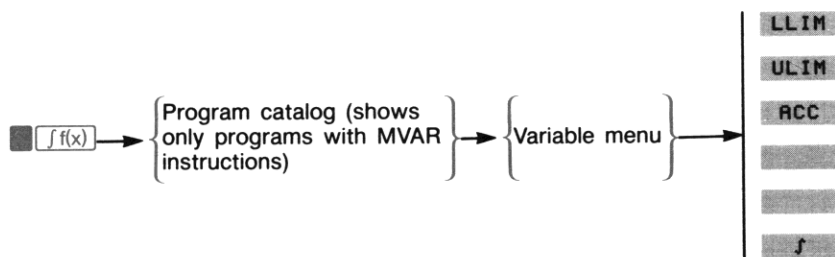 ∫f(x)
Program catalog (shows
only programs with MVAR
instructions)
Variable menu
LLIM
ULIM
ACC
∫